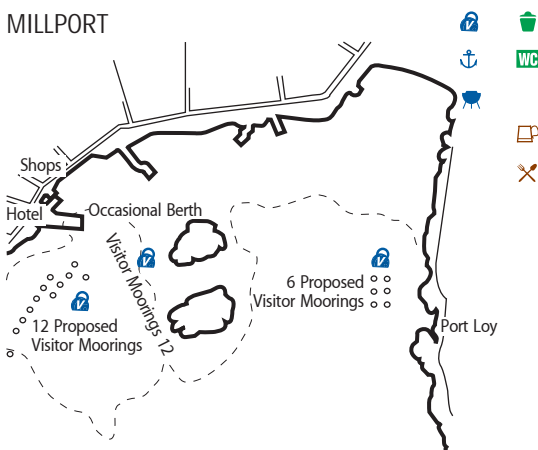 MILLPORT
WC
Shops
Hotel
Occasional Berth
Visitor Moorings 12
6 Proposed
Visitor Moorings
12 Proposed
Visitor Moorings
Port Loy
V
V
V
V